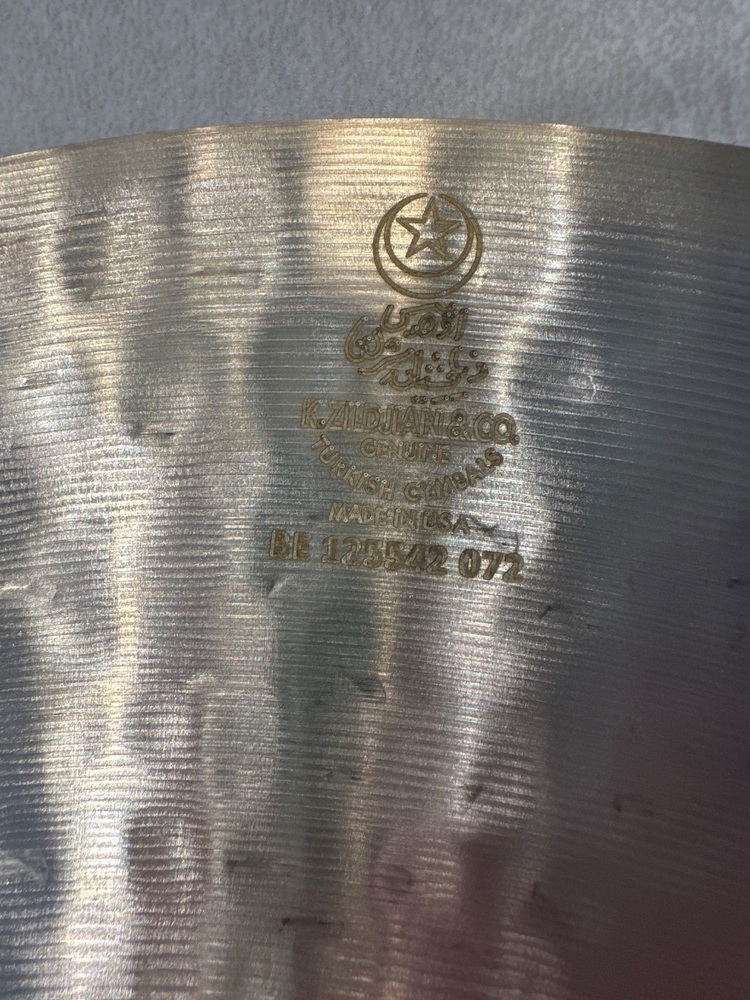 K. ZILDJIAN & CO.
GENUINE
TURKISH CYMBALS
MADE IN USA
BE 125542 072